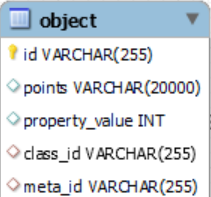 object
id VARCHAR(255)
points VARCHAR(20000)
property_value INT
class_id VARCHAR(255)
meta_id VARCHAR(255)